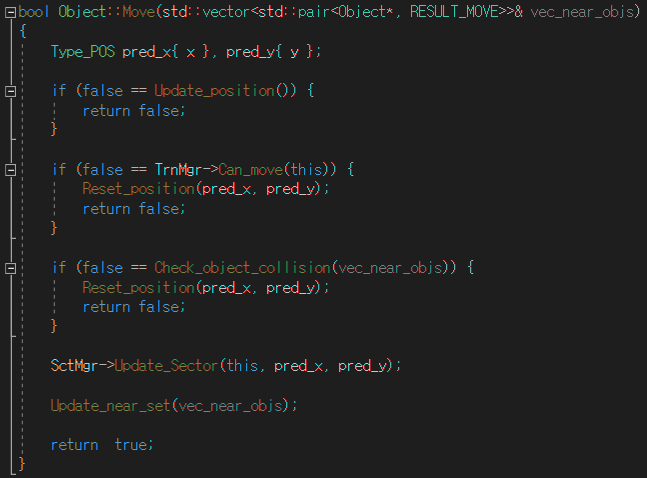 bool Object::Move(std::vector<std::pair<Object*, RESULT_MOVE>>& vec_near_objs)
{
    Type_POS pred_x{ x }, pred_y{ y };

    if (false == Update_position()) {
        return false;
    }

    if (false == TrnMgr->Can_move(this)) {
        Reset_position(pred_x, pred_y);
        return false;
    }

    if (false == Check_object_collision(vec_near_objs)) {
        Reset_position(pred_x, pred_y);
        return false;
    }

    SctMgr->Update_Sector(this, pred_x, pred_y);

    Update_near_set(vec_near_objs);

    return  true;
}